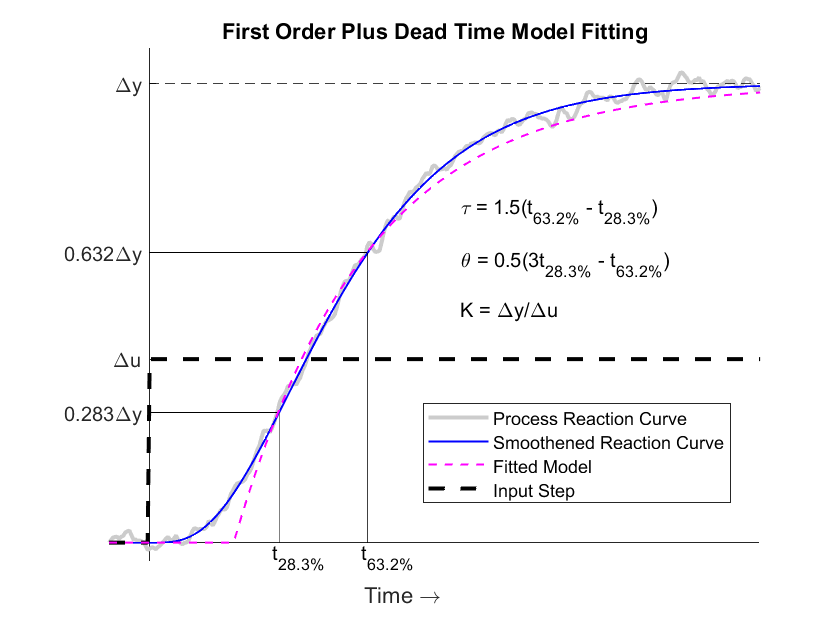 First Order Plus Dead Time Model Fitting
Δy
τ = 1.5(t63.2% - t28.3%)
0.632Δy
θ = 0.5(3t28.3% - t63.2%)
K = Δy/Δu
Δu
0.283Δy
Process Reaction Curve
Smoothened Reaction Curve
Fitted Model
Input Step
t28.3% t63.2%
Time →